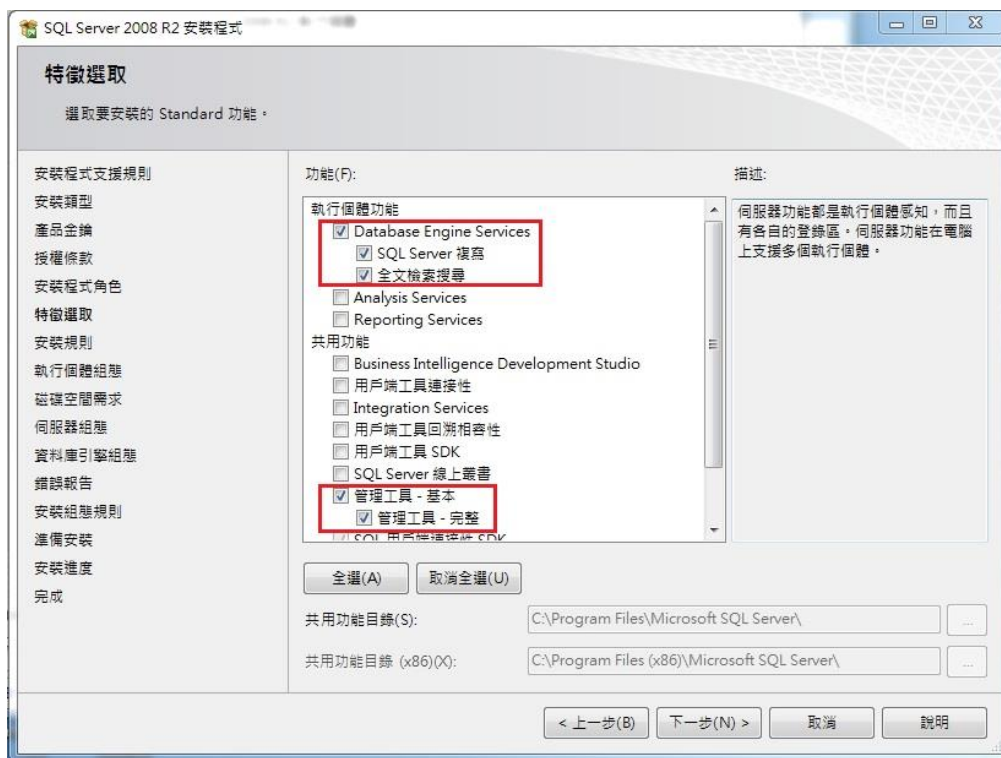 SQL Server 2008 R2 安裝程式
特徵選取
選取要安裝的 Standard 功能。
安裝程式支援規則
安裝類型
產品金鑰
授權條款
安裝程式角色
特徵選取
安裝規則
執行個體組態
磁碟空間需求
伺服器組態
資料庫引擎組態
錯誤報告
安裝組態規則
準備安裝
安裝進度
完成
功能(F):
執行個體功能
Database Engine Services
SQL Server 複寫
全文檢索搜尋
Analysis Services
Reporting Services
共用功能
Business Intelligence Development Studio
用戶端工具連接性
Integration Services
用戶端工具回溯相容性
用戶端工具 SDK
SQL Server 線上叢書
管理工具 - 基本
管理工具 - 完整
SQL 用戶端連接性 SDK
描述:
伺服器功能都是執行個體感知，而且
有各自的登錄區。伺服器功能在電腦
上支援多個執行個體。
全選(A)
取消全選(U)
共用功能目錄(S):
C:\Program Files\Microsoft SQL Server\
...
共用功能目錄 (x86)(X):
C:\Program Files (x86)\Microsoft SQL Server\
...
< 上一步(B)
下一步(N) >
取消
說明